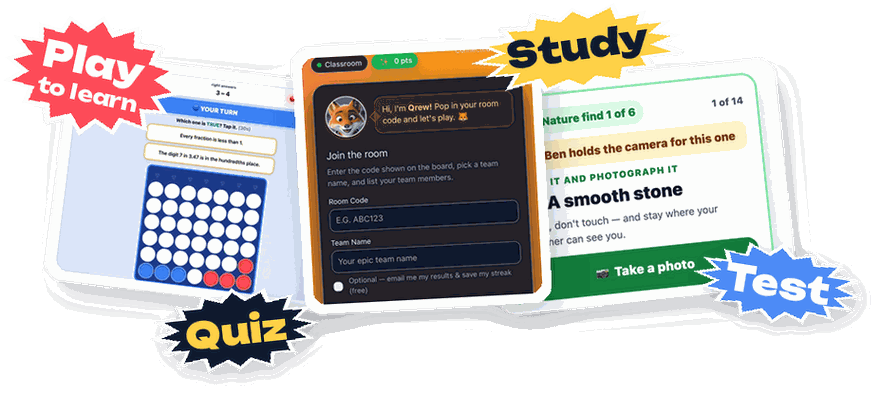 Play
to learn
right answers
3 – 4
YOUR TURN
Which one is TRUE? Tap it. (30s)
Every fraction is less than 1.
The digit 7 in 3.47 is in the hundredths place.
Quiz
Classroom
0 pts
Hi, I'm Qrew! Pop in your room
code and let's play.
Join the room
Enter the code shown on the board, pick a team
name, and list your team members.
Room Code
E.G. ABC123
Team Name
Your epic team name
Optional — email me my results & save my streak
(free)
Study
Nature find 1 of 6
1 of 14
Ben holds the camera for this one
IT AND PHOTOGRAPH IT
A smooth stone
, don't touch — and stay where your
her can see you.
Take a photo
Test